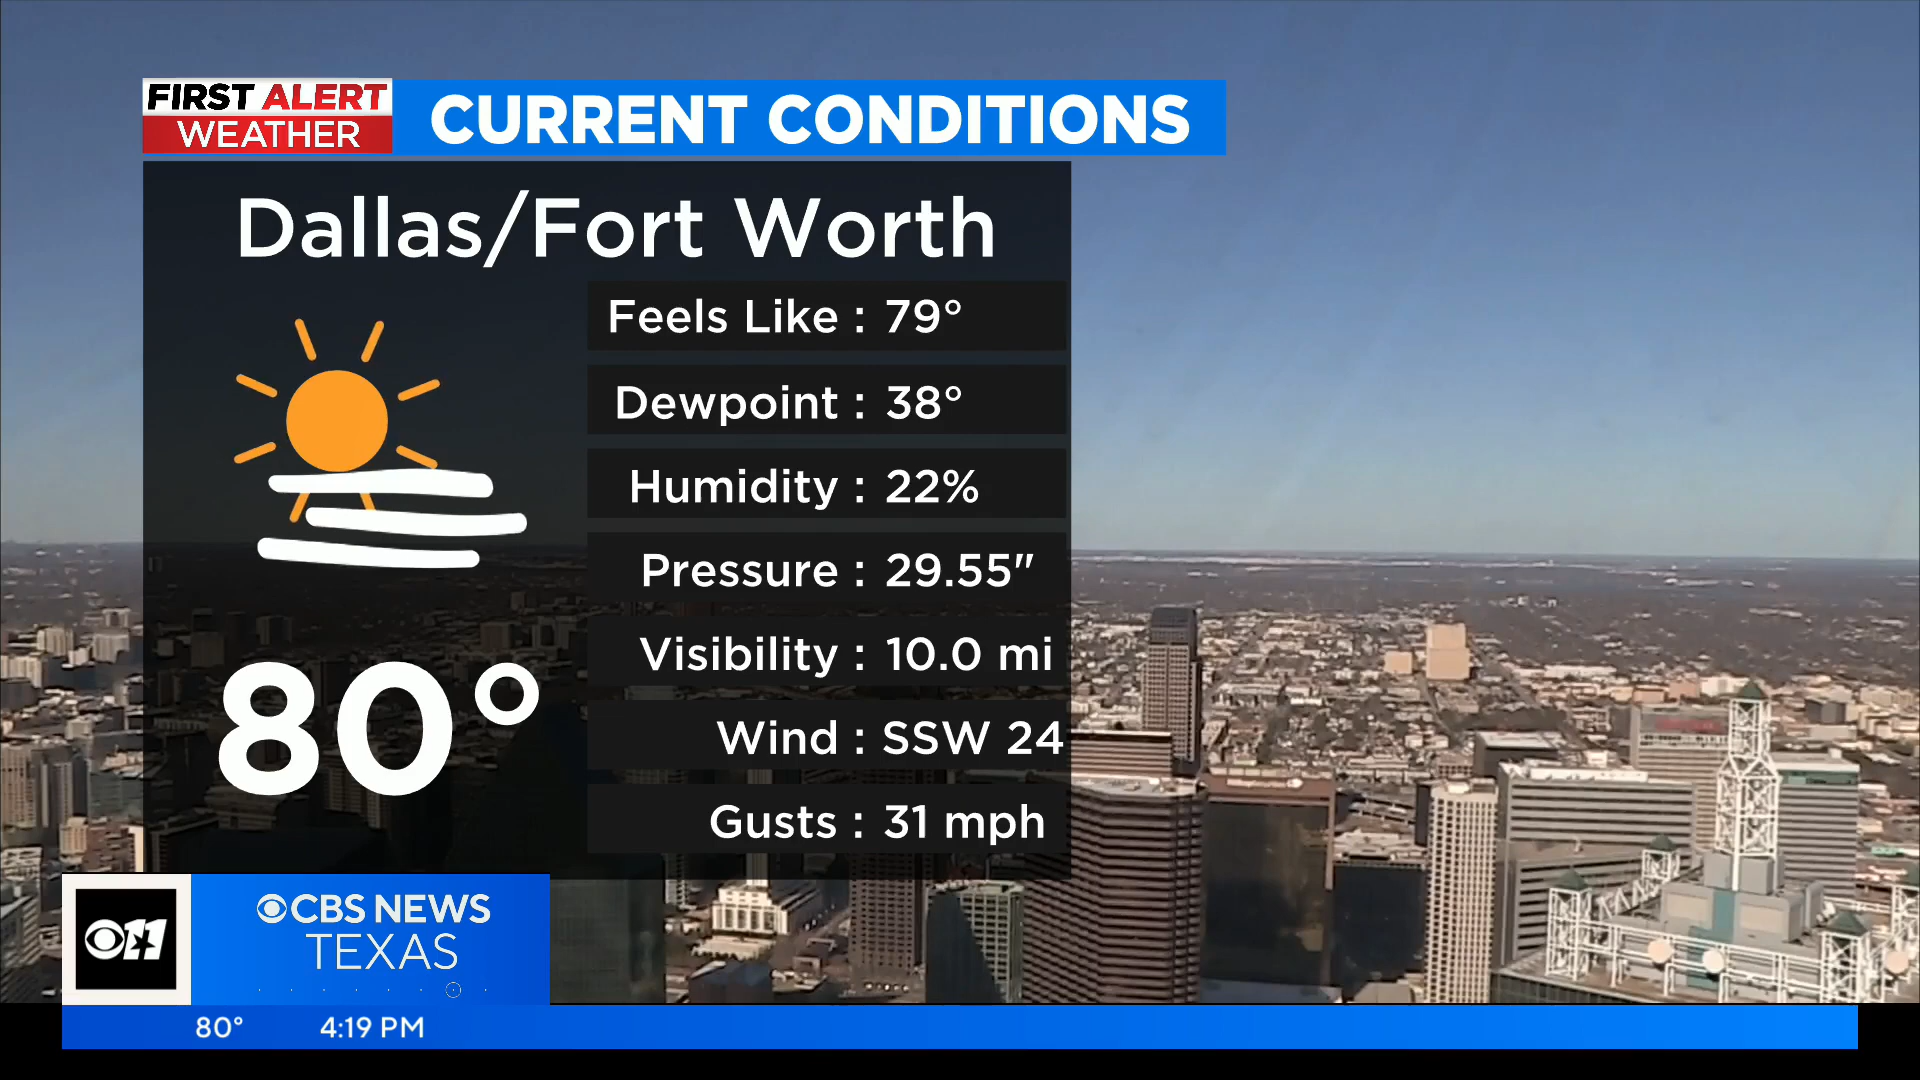 FIRST ALERT
WEATHER
CURRENT CONDITIONS
Dallas/Fort Worth
Feels Like : 79°
Dewpoint : 38°
Humidity : 22%
Pressure : 29.55"
Visibility : 10.0 mi
Wind : SSW 24
Gusts : 31 mph
80°
11
CBS NEWS
TEXAS
80° 4:19 PM